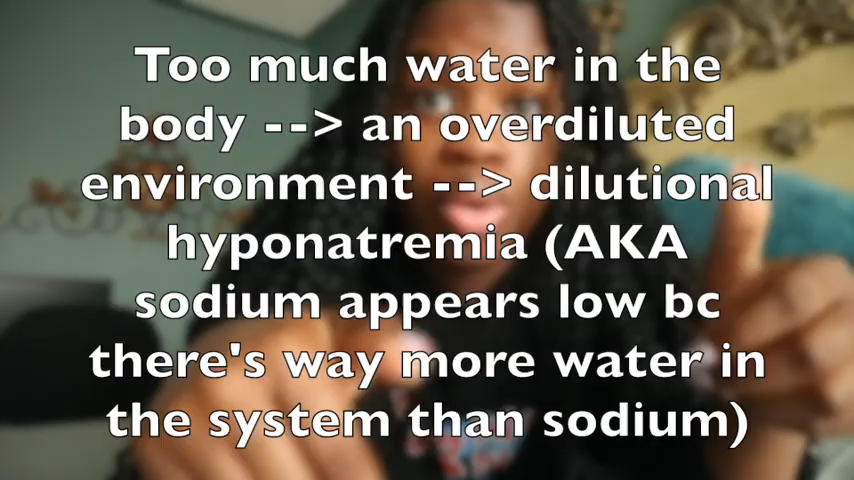 Too much water in the
body --> an overdiluted
environment --> dilutional
hyponatremia (AKA
sodium appears low bc
there's way more water in
the system than sodium)